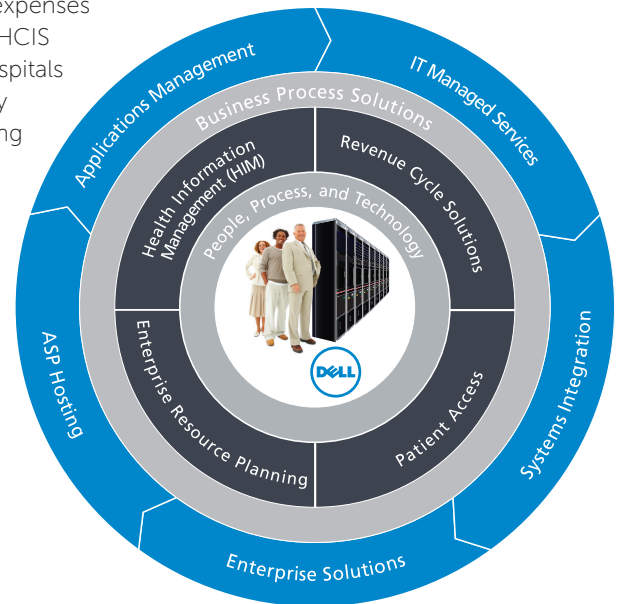 expenses
HCIS
spitals
y
ng
Applications Management
IT Managed Services
Systems Integration
Enterprise Solutions
ASP Hosting
Business Process Solutions
Health Information
Management (HIM)
Revenue Cycle Solutions
Patient Access
Enterprise Resource Planning
People, Process, and Technology
DELL